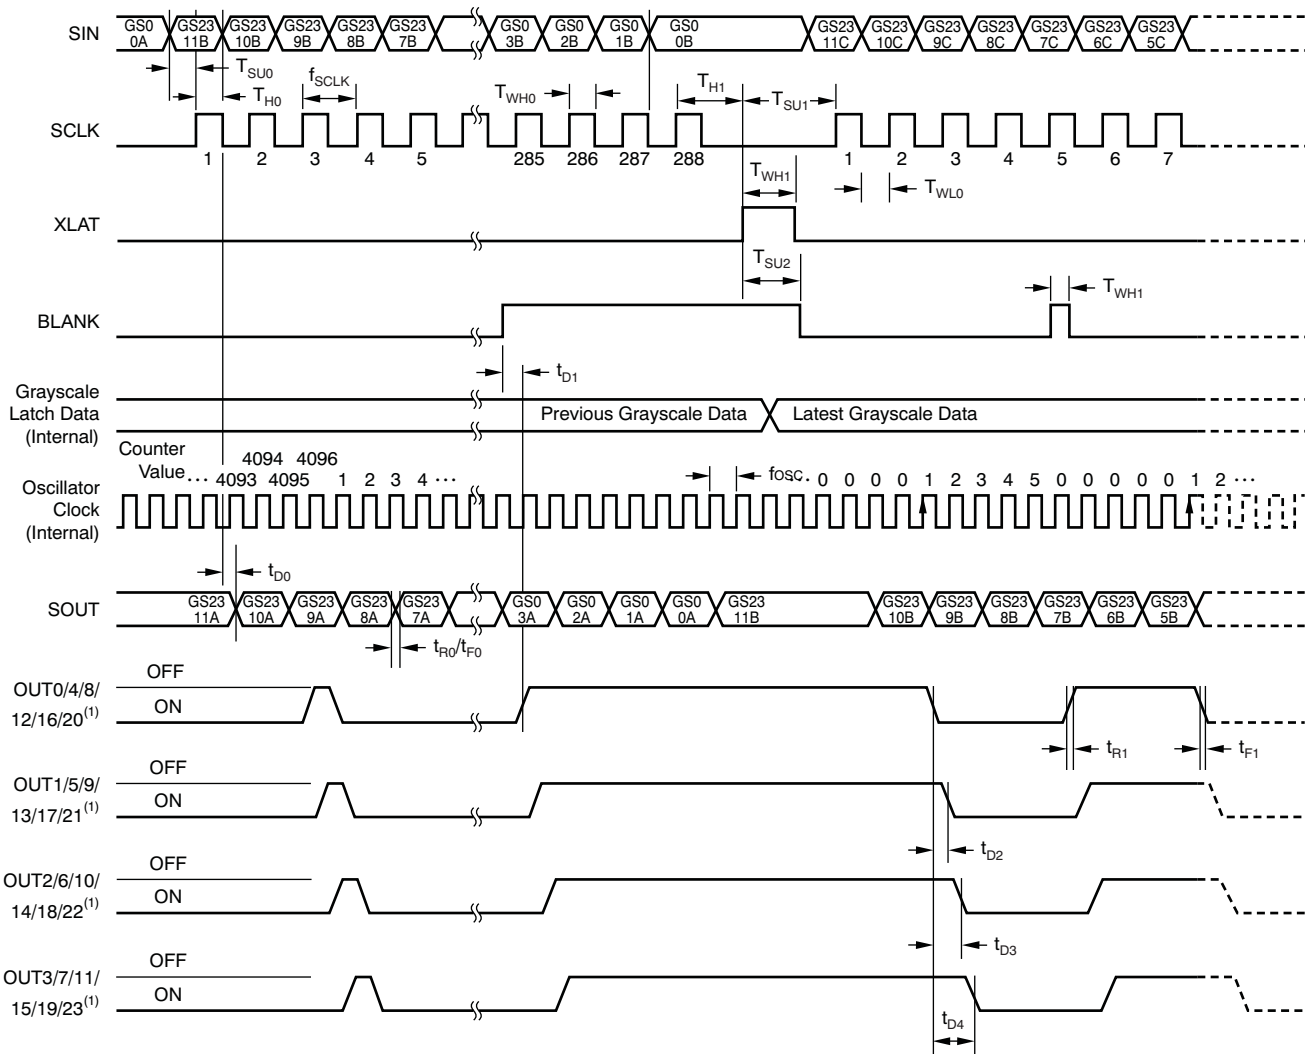 SIN
GS0 0A
GS23 11B
GS23 10B
GS23 9B
GS23 8B
GS23 7B
GS0 3B
GS0 2B
GS0 1B
GS0 0B
GS23 11C
GS23 10C
GS23 9C
GS23 8C
GS23 7C
GS23 6C
GS23 5C
TSU0
fSCLK
TH0
TWH0
TH1
TSU1
SCLK
1 2 3 4 5 285 286 287 288 1 2 3 4 5 6 7
TWH1
TWL0
XLAT
TSU2
TWH1
BLANK
tD1
Grayscale
Latch Data
(Internal)
Previous Grayscale Data
Latest Grayscale Data
Counter
Value
... 4093 4094 4095 4096 1 2 3 4 ...
fOSC
... 0 0 0 0 1 2 3 4 5 0 0 0 0 0 1 2 ...
Oscillator
Clock
(Internal)
tD0
SOUT
GS23 11A
GS23 10A
GS23 9A
GS23 8A
GS23 7A
GS0 3A
GS0 2A
GS0 1A
GS0 0A
GS23 11B
GS23 10B
GS23 9B
GS23 8B
GS23 7B
GS23 6B
GS23 5B
tR0/tF0
OUT0/4/8/
12/16/20(1)
OFF
ON
tR1
tF1
OUT1/5/9/
13/17/21(1)
OFF
ON
tD2
OUT2/6/10/
14/18/22(1)
OFF
ON
tD3
OUT3/7/11/
15/19/23(1)
OFF
ON
tD4